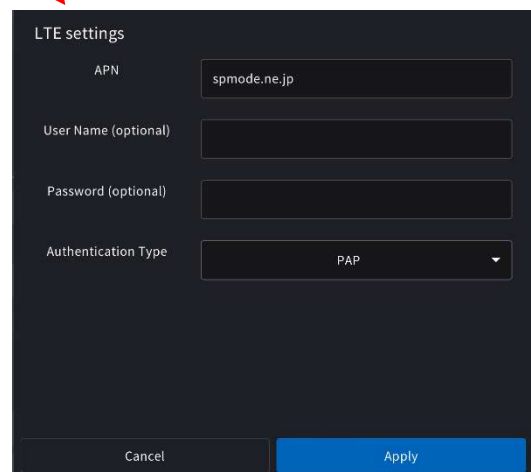 LTE settings
APN
spmode.ne.jp
User Name (optional)
Password (optional)
Authentication Type
PAP
Cancel
Apply